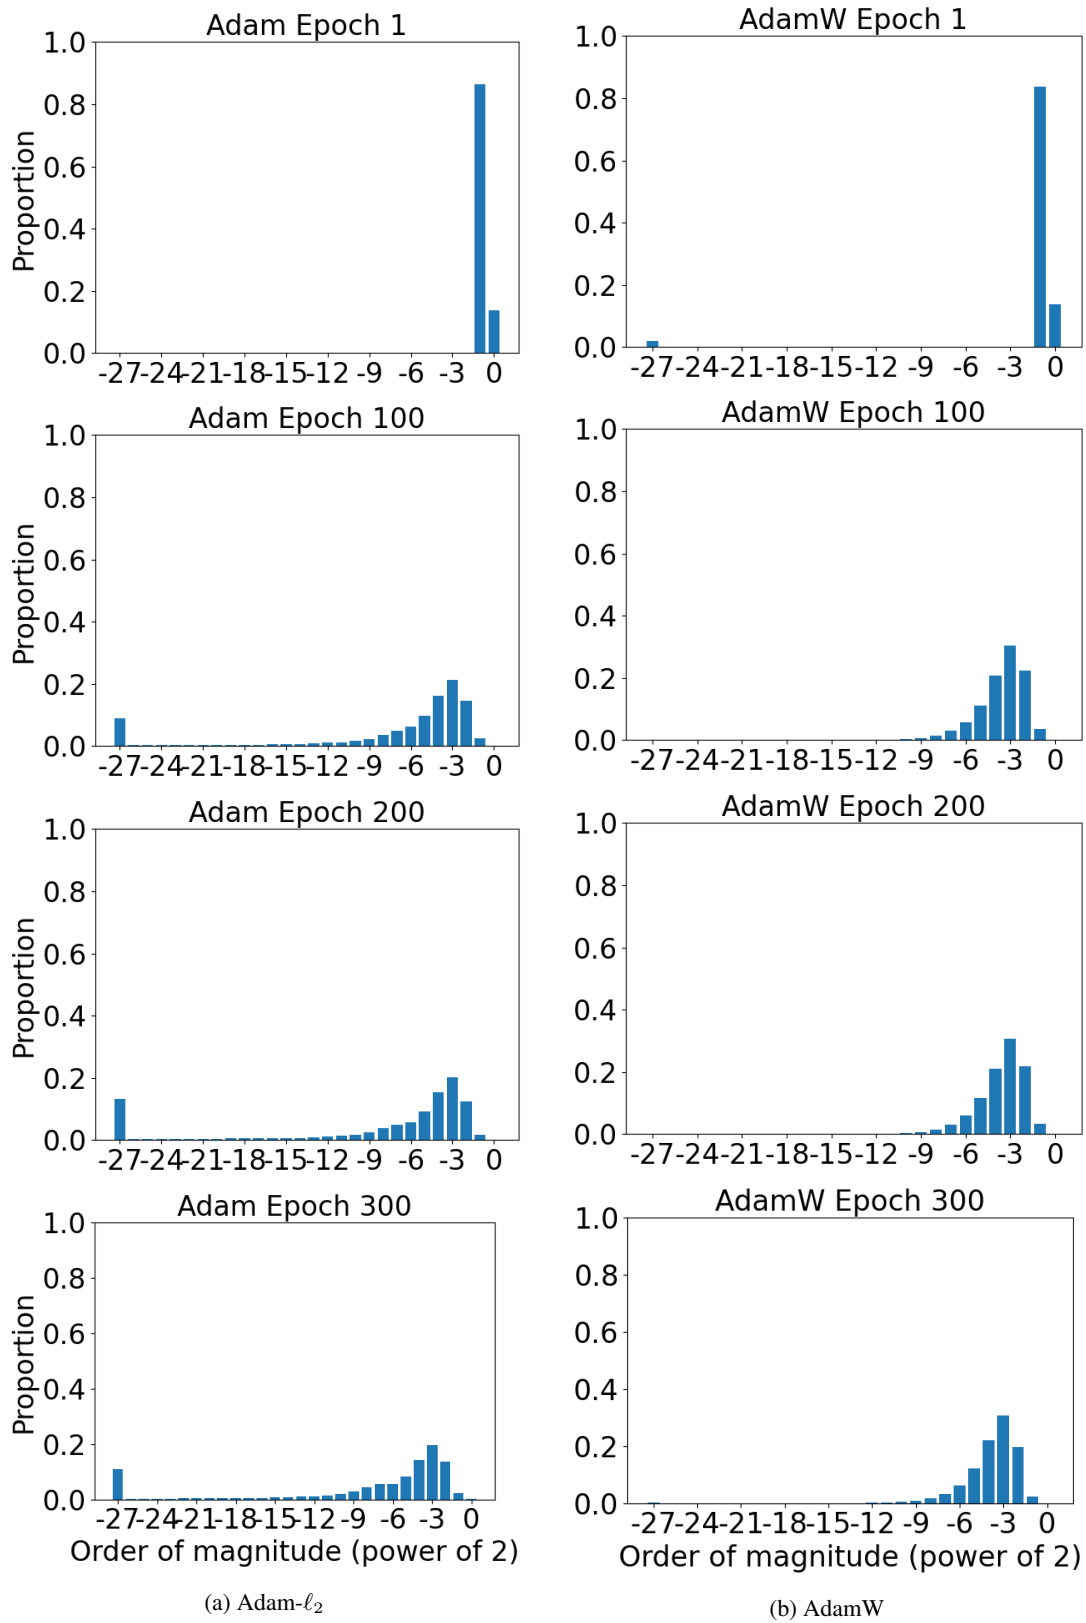 Adam Epoch 1
1.0
0.8
0.6
0.4
0.2
0.0
Proportion
-27 -24 -21 -18 -15 -12 -9 -6 -3 0
AdamW Epoch 1
1.0
0.8
0.6
0.4
0.2
0.0
-27 -24 -21 -18 -15 -12 -9 -6 -3 0
Adam Epoch 100
1.0
0.8
0.6
0.4
0.2
0.0
Proportion
-27 -24 -21 -18 -15 -12 -9 -6 -3 0
AdamW Epoch 100
1.0
0.8
0.6
0.4
0.2
0.0
-27 -24 -21 -18 -15 -12 -9 -6 -3 0
Adam Epoch 200
1.0
0.8
0.6
0.4
0.2
0.0
Proportion
-27 -24 -21 -18 -15 -12 -9 -6 -3 0
AdamW Epoch 200
1.0
0.8
0.6
0.4
0.2
0.0
-27 -24 -21 -18 -15 -12 -9 -6 -3 0
Adam Epoch 300
1.0
0.8
0.6
0.4
0.2
0.0
Proportion
-27 -24 -21 -18 -15 -12 -9 -6 -3 0
Order of magnitude (power of 2)
(a) Adam-ℓ₂
AdamW Epoch 300
1.0
0.8
0.6
0.4
0.2
0.0
-27 -24 -21 -18 -15 -12 -9 -6 -3 0
Order of magnitude (power of 2)
(b) AdamW